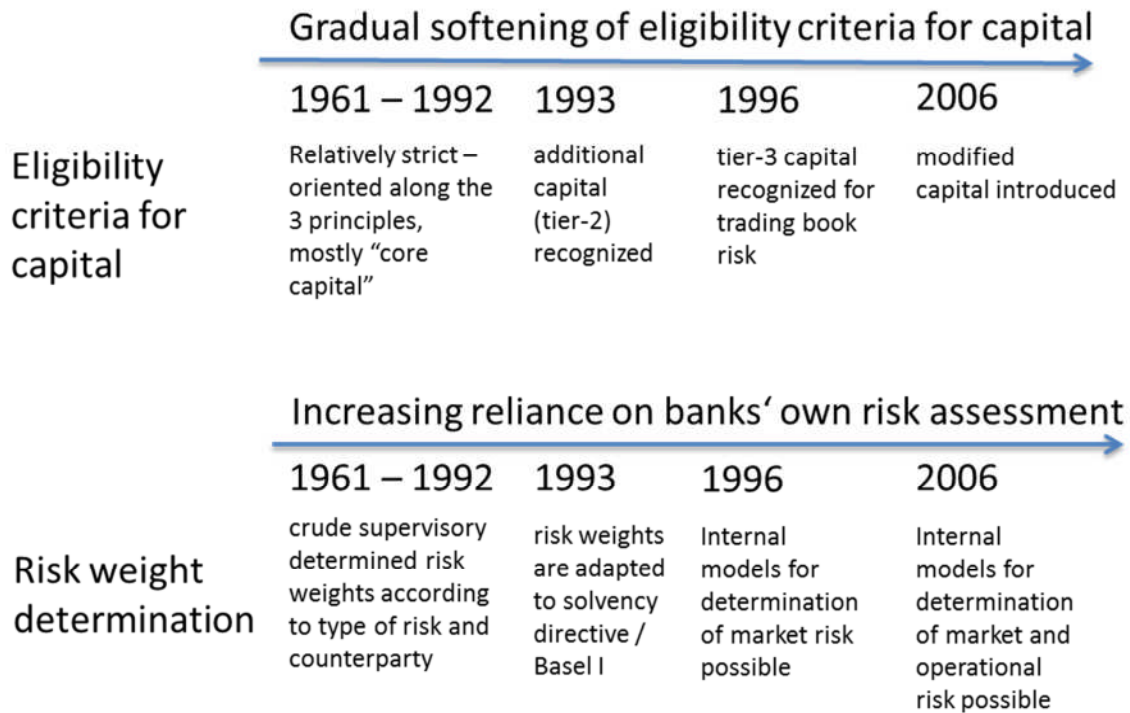 Gradual softening of eligibility criteria for capital
1961 – 1992
1993
1996
2006
Eligibility
criteria for
capital
Relatively strict –
oriented along the
3 principles,
mostly “core
capital”
additional
capital
(tier-2)
recognized
tier-3 capital
recognized for
trading book
risk
modified
capital introduced
Increasing reliance on banks‘ own risk assessment
1961 – 1992
1993
1996
2006
Risk weight
determination
crude supervisory
determined risk
weights according
to type of risk and
counterparty
risk weights
are adapted
to solvency
directive /
Basel I
Internal
models for
determination
of market risk
possible
Internal
models for
determination
of market and
operational
risk possible